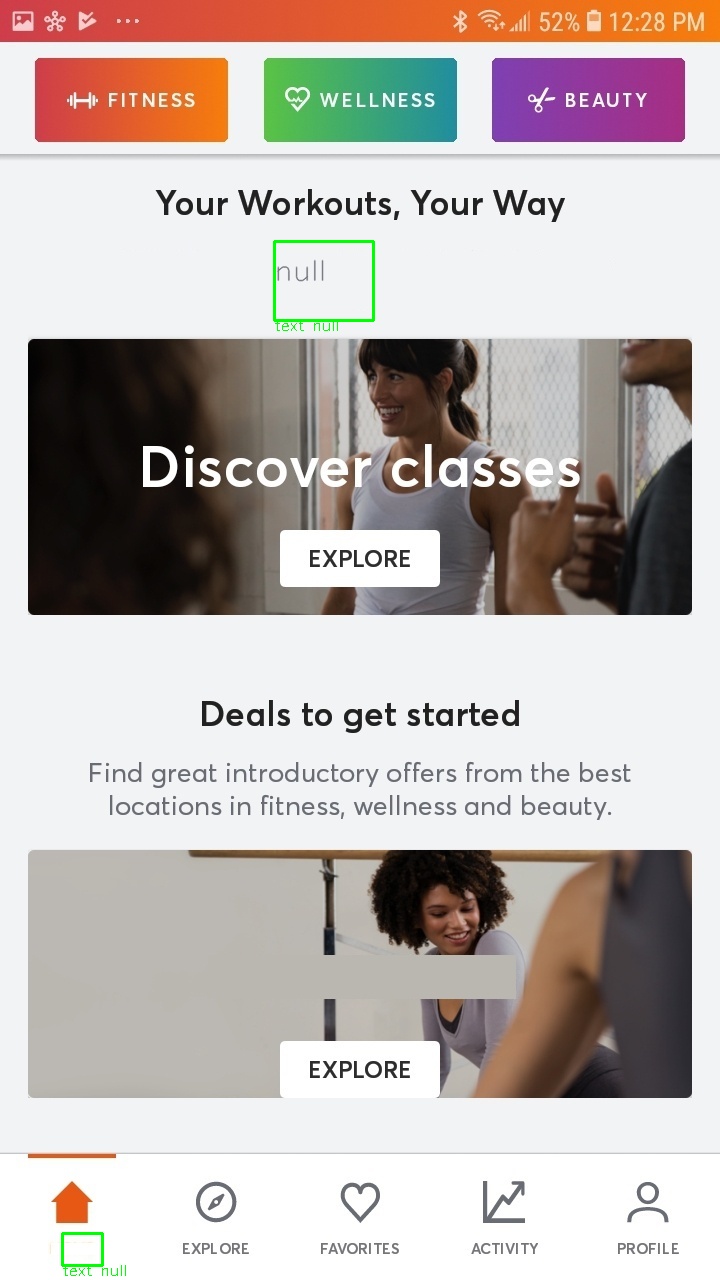 52% 12:28 PM
FITNESS WELLNESS BEAUTY
Your Workouts, Your Way
null
text null
Discover classes
EXPLORE
Deals to get started
Find great introductory offers from the best
locations in fitness, wellness and beauty.
EXPLORE
EXPLORE FAVORITES ACTIVITY PROFILE
text null